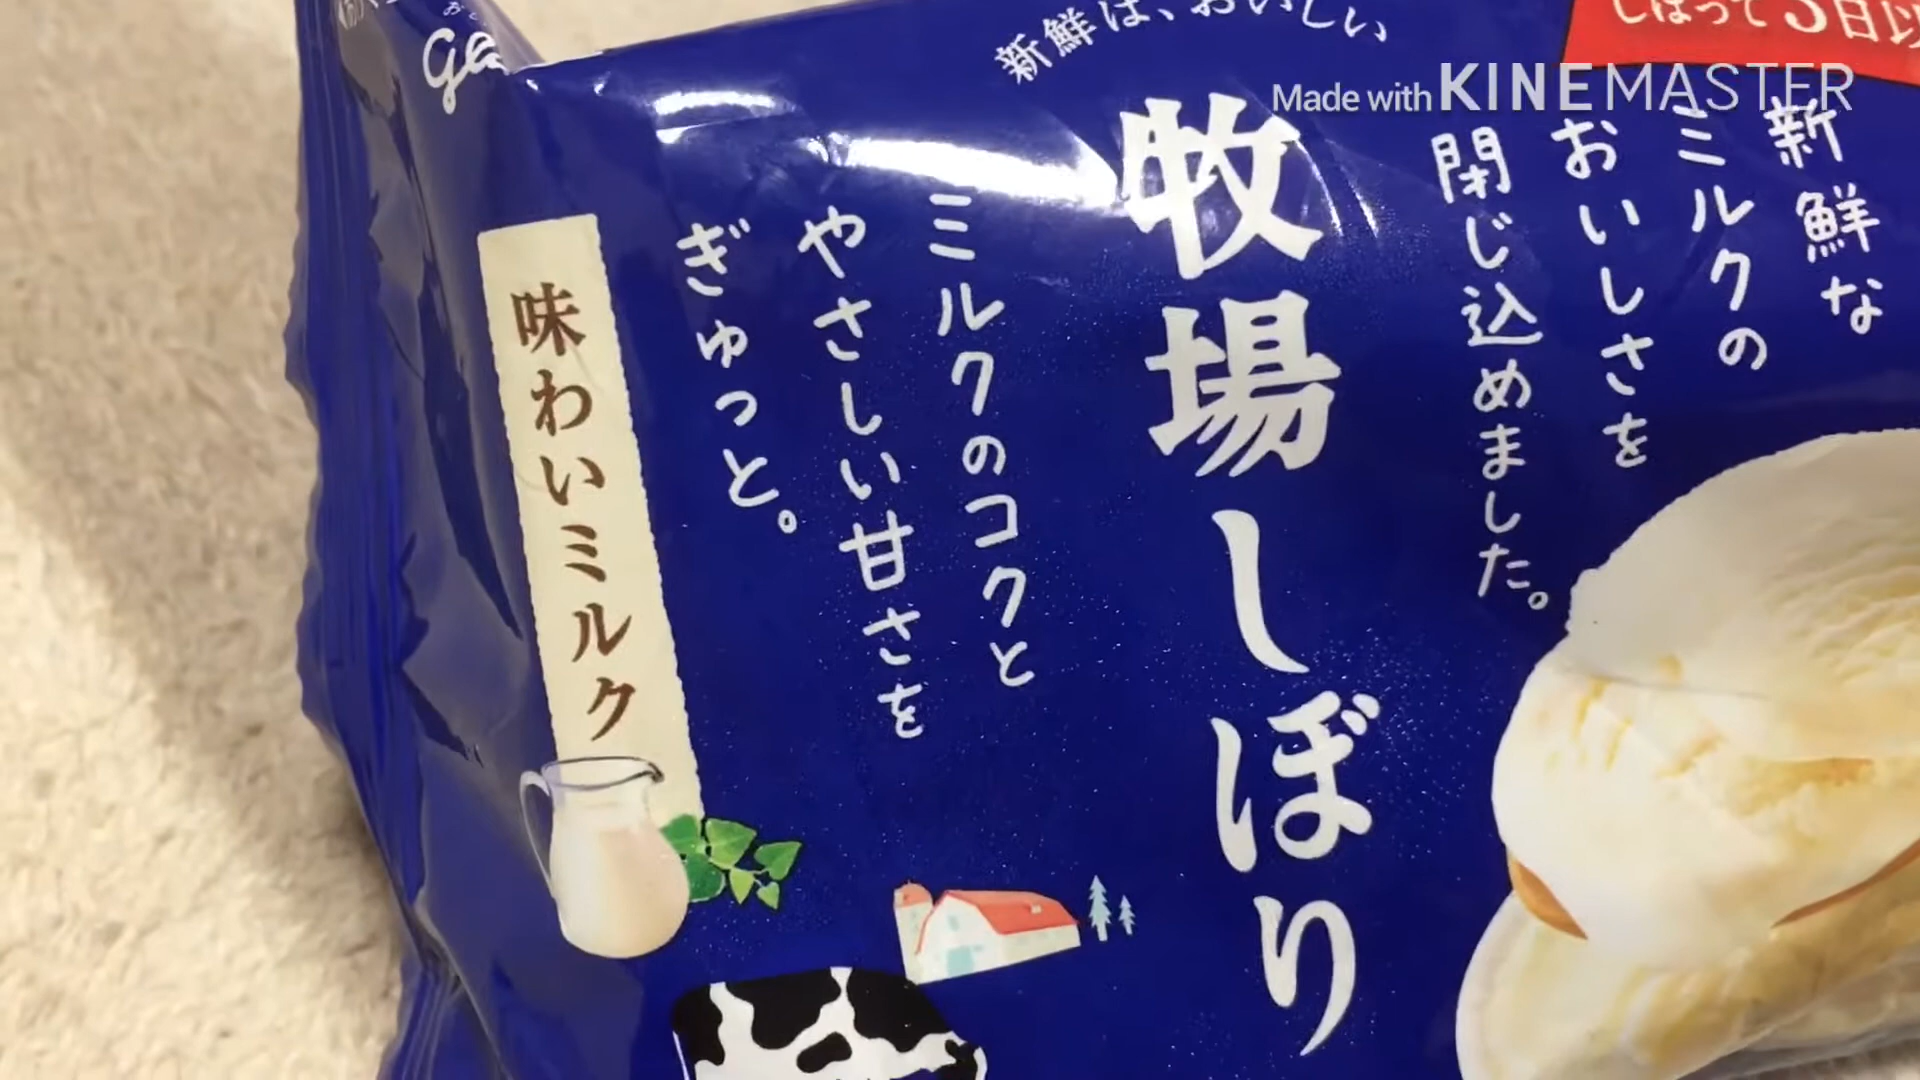 新鮮は、おいしい
Made with KINEMASTER
新鮮な
ミルクの
おいしさを
閉じ込めました。
牧場しぼり
ミルクのコクと
やさしい甘さを
ぎゅっと。
味わいミルク